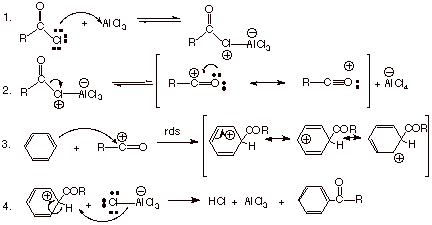 1. O R Cl + AlCl3 O R Cl AlCl3
2. O R Cl AlCl3 R C O R C O + AlCl4
3. + R C O rds COR H COR H COR H
4. COR H + Cl AlCl3 HCl + AlCl3 + O C R